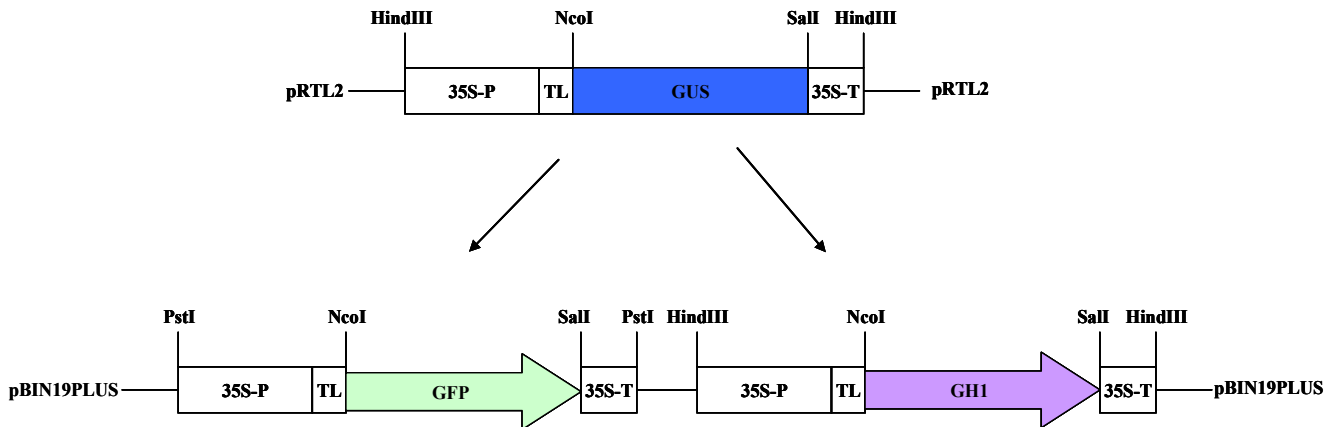 HindIII NcoI SalI HindIII
pRTL2 35S-P TL GUS 35S-T pRTL2
PstI NcoI SalI PstI HindIII NcoI SalI HindIII
pBIN19PLUS 35S-P TL GFP 35S-T 35S-P TL GH1 35S-T pBIN19PLUS